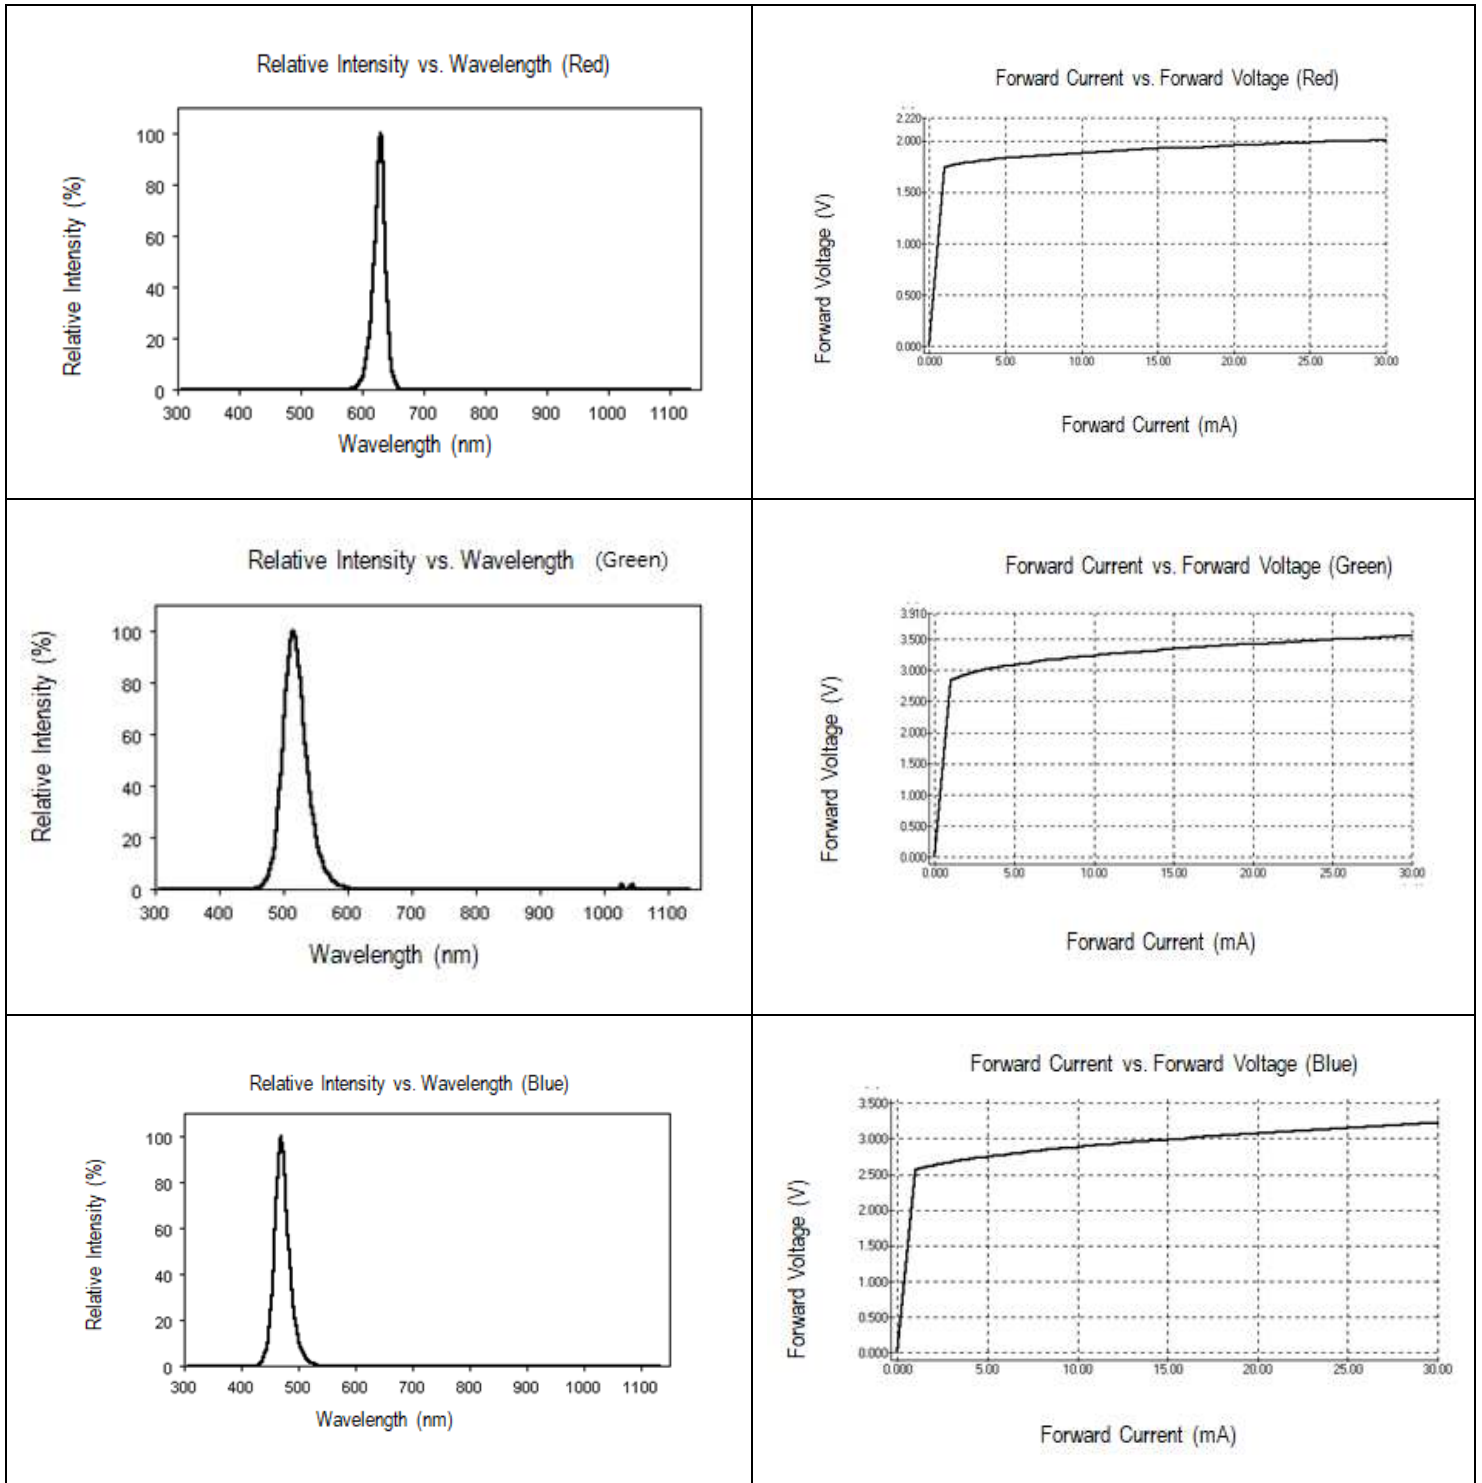 Relative Intensity vs. Wavelength (Red)
Relative Intensity (%)
100
80
60
40
20
0
300 400 500 600 700 800 900 1000 1100
Wavelength (nm)
Forward Current vs. Forward Voltage (Red)
Forward Voltage (V)
2.220
2.000
1.500
1.000
0.500
0.000
0.000 5.00 10.00 15.00 20.00 25.00 30.00
Forward Current (mA)
Relative Intensity vs. Wavelength (Green)
Relative Intensity (%)
100
80
60
40
20
0
300 400 500 600 700 800 900 1000 1100
Wavelength (nm)
Forward Current vs. Forward Voltage (Green)
Forward Voltage (V)
3.910
3.500
3.000
2.500
2.000
1.500
1.000
0.500
0.000
0.000 5.00 10.00 15.00 20.00 25.00 30.00
Forward Current (mA)
Relative Intensity vs. Wavelength (Blue)
Relative Intensity (%)
100
80
60
40
20
0
300 400 500 600 700 800 900 1000 1100
Wavelength (nm)
Forward Current vs. Forward Voltage (Blue)
Forward Voltage (V)
3.500
3.000
2.500
2.000
1.500
1.000
0.500
0.000
0.000 5.00 10.00 15.00 20.00 25.00 30.00
Forward Current (mA)